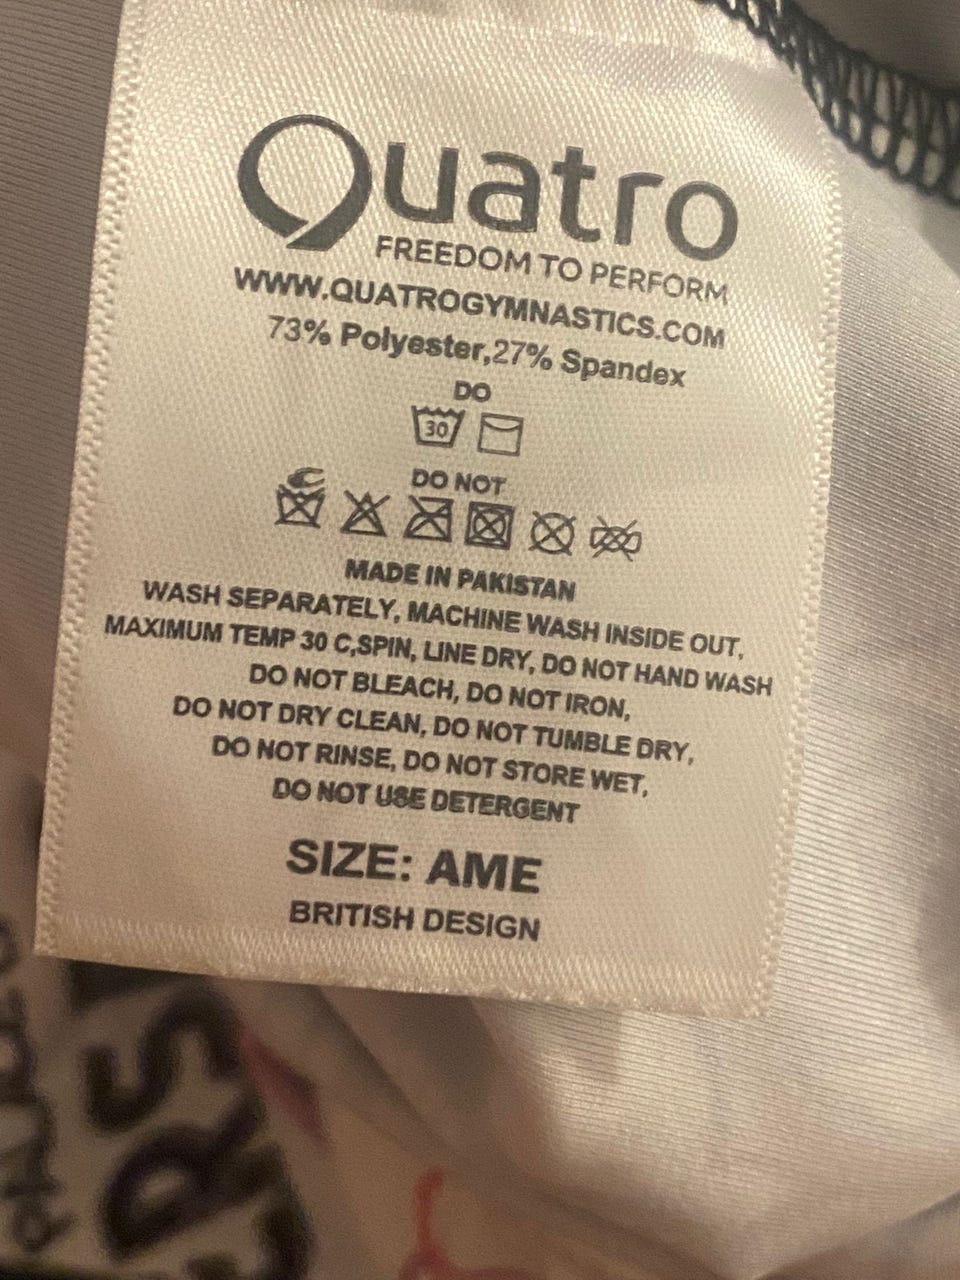 Quatro
FREEDOM TO PERFORM
WWW.QUATROGYMNASTICS.COM
73% Polyester,27% Spandex
DO
30
DO NOT
MADE IN PAKISTAN
WASH SEPARATELY, MACHINE WASH INSIDE OUT,
MAXIMUM TEMP 30 C,SPIN, LINE DRY, DO NOT HAND WASH
DO NOT BLEACH, DO NOT IRON,
DO NOT DRY CLEAN, DO NOT TUMBLE DRY,
DO NOT RINSE, DO NOT STORE WET,
DO NOT USE DETERGENT
SIZE: AME
BRITISH DESIGN